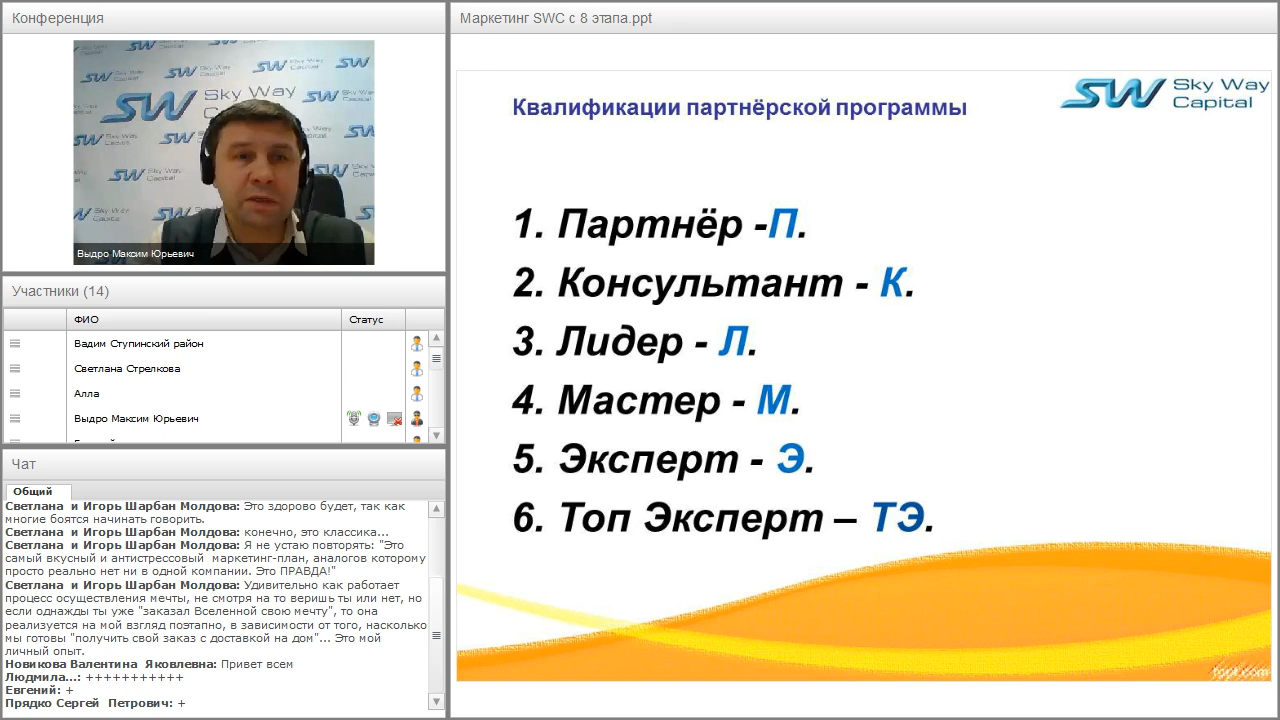 Конференция
SW Sky Way
Capital
Выдро Максим Юрьевич
Участники (14)
ФИО
Статус
Вадим Ступинский район
Светлана Стрелкова
Алла
Выдро Максим Юрьевич
Чат
Общий
Светлана и Игорь Шарбан Молдова: Это здорово будет, так как
многие боятся начинать говорить.
Светлана и Игорь Шарбан Молдова: конечно, это классика...
Светлана и Игорь Шарбан Молдова: Я не устаю повторять: "Это
самый вкусный и антистрессовый маркетинг-план, аналогов которому
просто реально нет ни в одной компании. Это ПРАВДА!"
Светлана и Игорь Шарбан Молдова: Удивительно как работает
процесс осуществления мечты, не смотря на то веришь ты или нет, но
если однажды ты уже "заказал Вселенной свою мечту", то она
реализуется на мой взгляд поэтапно, в зависимости от того, насколько
мы готовы "получить свой заказ с доставкой на дом"... Это мой
личный опыт.
Новикова Валентина Яковлевна: Привет всем
Людмила...: +++++++++++
Евгений: +
Прядко Сергей Петрович: +
Маркетинг SWC с 8 этапа.ppt
SW Sky Way
Capital
Квалификации партнёрской программы
1. Партнёр -П.
2. Консультант - К.
3. Лидер - Л.
4. Мастер - М.
5. Эксперт - Э.
6. Топ Эксперт – ТЭ.